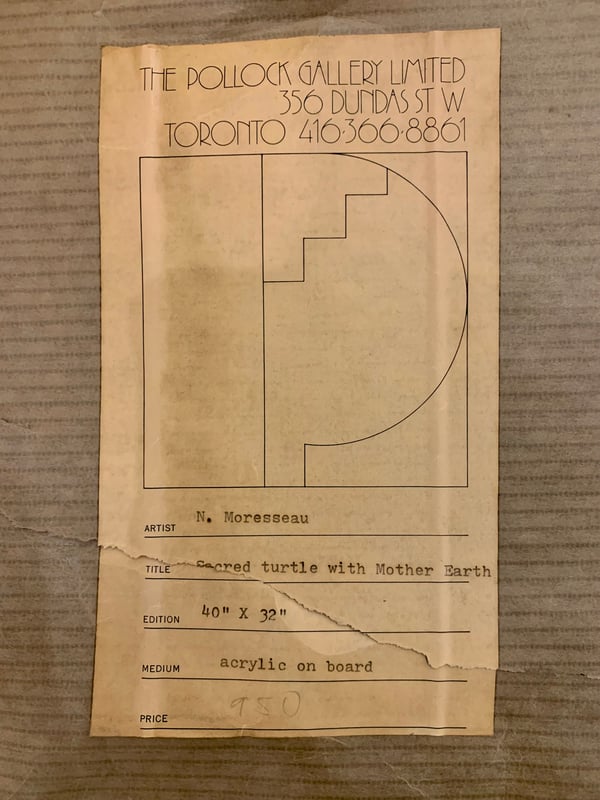 THE POLLOCK GALLERY LIMITED
356 DUNDAS ST W
TORONTO 416·366·8861
ARTIST N. Moresseau
TITLE Sacred turtle with Mother Earth
EDITION 40" X 32"
MEDIUM acrylic on board
PRICE 950